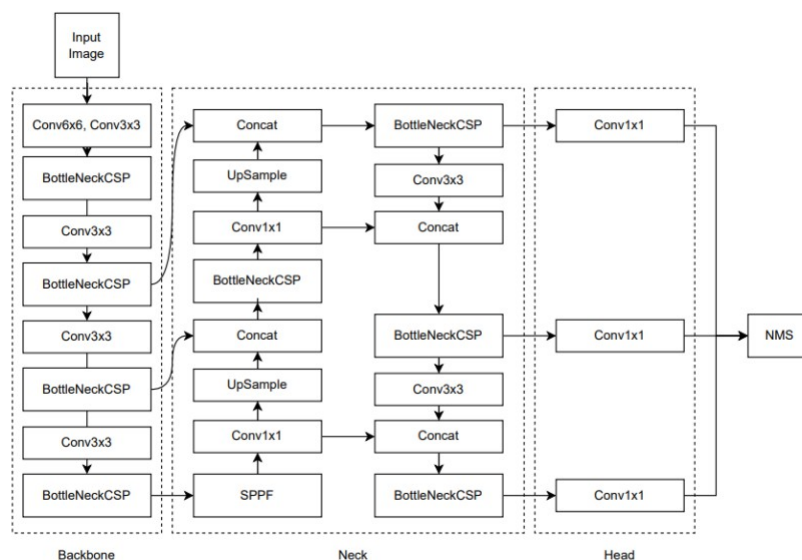 Input
Image
Conv6x6, Conv3x3
BottleNeckCSP
Conv3x3
BottleNeckCSP
Conv3x3
BottleNeckCSP
Conv3x3
BottleNeckCSP
Backbone
Concat
UpSample
Conv1x1
BottleNeckCSP
Concat
UpSample
Conv1x1
SPPF
BottleNeckCSP
Conv3x3
Concat
BottleNeckCSP
Conv3x3
Concat
BottleNeckCSP
Neck
Conv1x1
Conv1x1
Conv1x1
Head
NMS